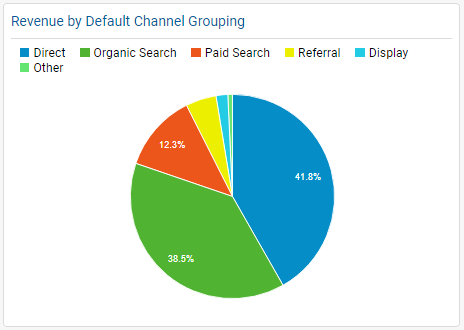 Revenue by Default Channel Grouping
Direct Organic Search Paid Search Referral Display
Other
12.3%
41.8%
38.5%